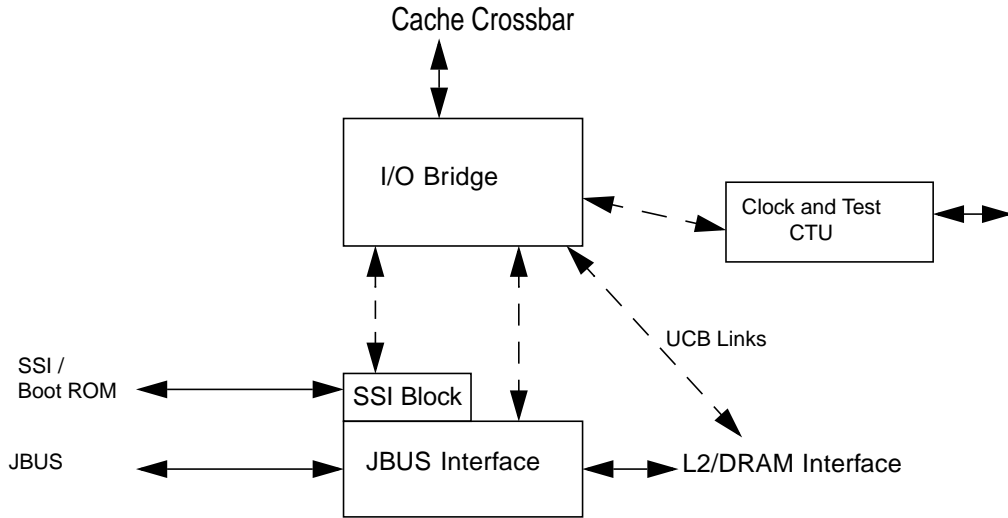 Cache Crossbar
I/O Bridge
Clock and Test
CTU
UCB Links
SSI /
Boot ROM
SSI Block
JBUS
JBUS Interface
L2/DRAM Interface